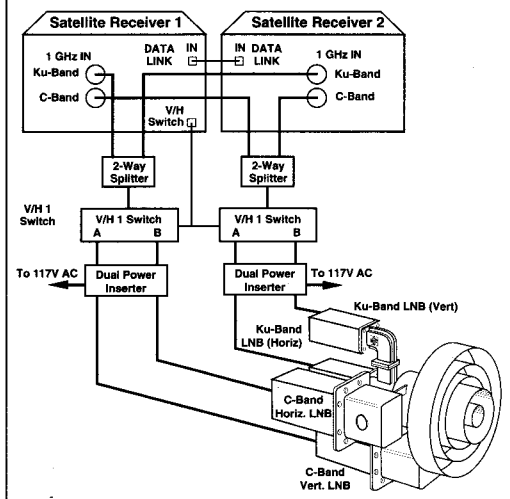 Satellite Receiver 1
Satellite Receiver 2
1 GHz IN
Ku-Band
C-Band
DATA LINK
IN
IN
DATA LINK
1 GHz IN
Ku-Band
C-Band
V/H Switch
2-Way Splitter
2-Way Splitter
V/H 1 Switch
V/H 1 Switch
A
B
V/H 1 Switch
A
B
To 117V AC
Dual Power Inserter
Dual Power Inserter
To 117V AC
Ku-Band LNB (Vert)
Ku-Band LNB (Horiz)
C-Band Horiz. LNB
C-Band Vert. LNB